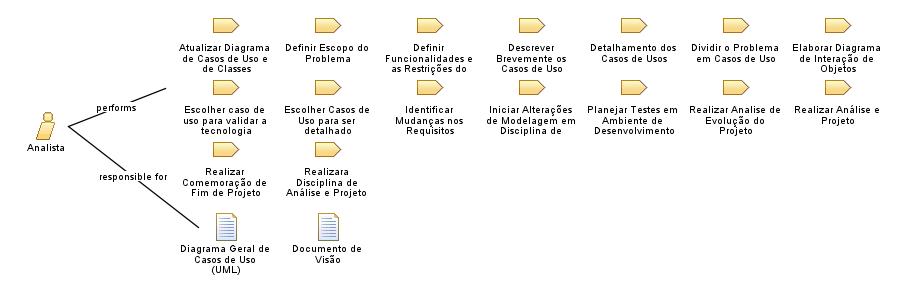 Atualizar Diagrama
de Casos de Uso e
de Classes
Definir Escopo do
Problema
Definir
Funcionalidades e
as Restrições do
Descrever
Brevemente os
Casos de Uso
Detalhamento dos
Casos de Usos
Dividir o Problema
em Casos de Uso
Elaborar Diagrama
de Interação de
Objetos
performs
Analista
Escolher caso de
uso para validar a
tecnologia
Escolher Casos de
Uso para ser
detalhado
Identificar
Mudanças nos
Requisitos
Iniciar Alterações
de Modelagem em
Disciplina de
Planejar Testes em
Ambiente de
Desenvolvimento
Realizar Analise de
Evolução do
Projeto
Realizar Análise e
Projeto
responsible for
Realizar
Comemoração de
Fim de Projeto
Realizara
Disciplina de
Análise e Projeto
Diagrama Geral de
Casos de Uso
(UML)
Documento de
Visão